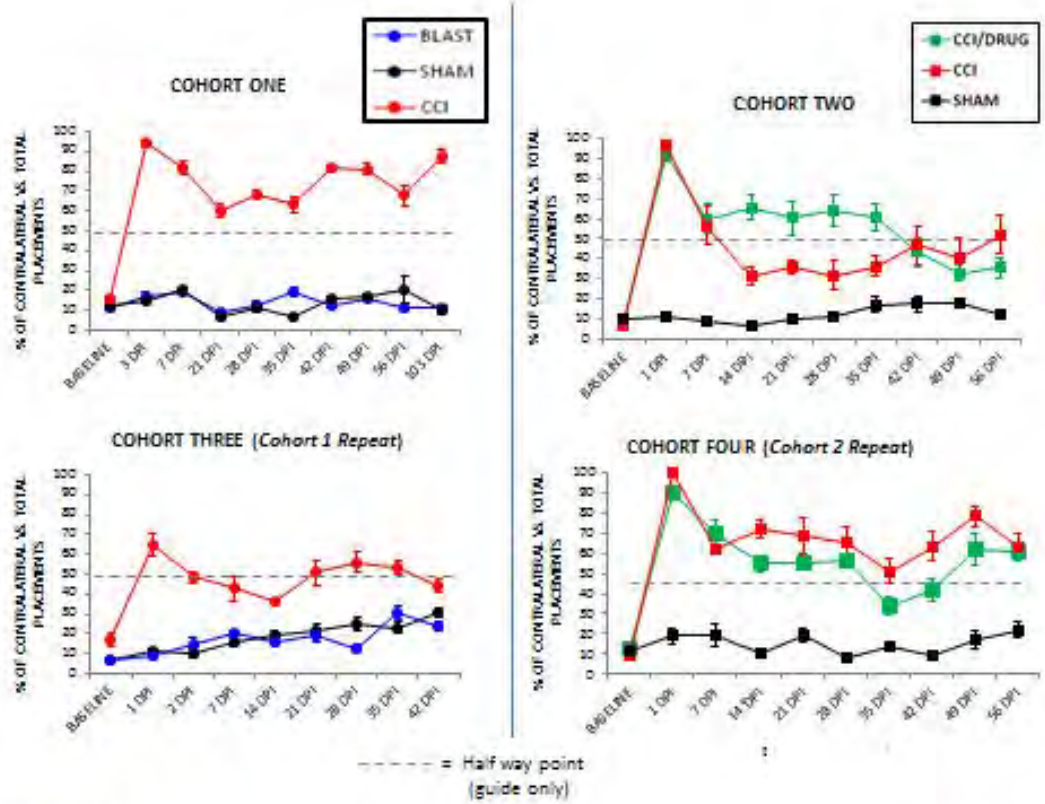 BLAST
SHAM
CCI
COHORT ONE
% OF CONTRALATERAL VS. TOTAL
PLACEMENTS
100
90
80
70
60
50
40
30
20
10
0
BASELINE
3 DPI
7 DPI
21 DPI
28 DPI
35 DPI
42 DPI
49 DPI
56 DPI
103 DPI
CCI/DRUG
CCI
SHAM
COHORT TWO
% OF CONTRALATERAL VS. TOTAL
PLACEMENTS
100
90
80
70
60
50
40
30
20
10
0
BASELINE
1 DPI
7 DPI
14 DPI
21 DPI
28 DPI
35 DPI
42 DPI
49 DPI
56 DPI
COHORT THREE (Cohort 1 Repeat)
% OF CONTRALATERAL VS. TOTAL
PLACEMENTS
100
90
80
70
60
50
40
30
20
10
0
BASELINE
1 DPI
2 DPI
7 DPI
14 DPI
21 DPI
28 DPI
35 DPI
42 DPI
COHORT FOUR (Cohort 2 Repeat)
% OF CONTRALATERAL VS. TOTAL
PLACEMENTS
100
90
80
70
60
50
40
30
20
10
0
BASELINE
1 DPI
7 DPI
14 DPI
21 DPI
28 DPI
35 DPI
42 DPI
49 DPI
56 DPI
----- = Half way point
(guide only)